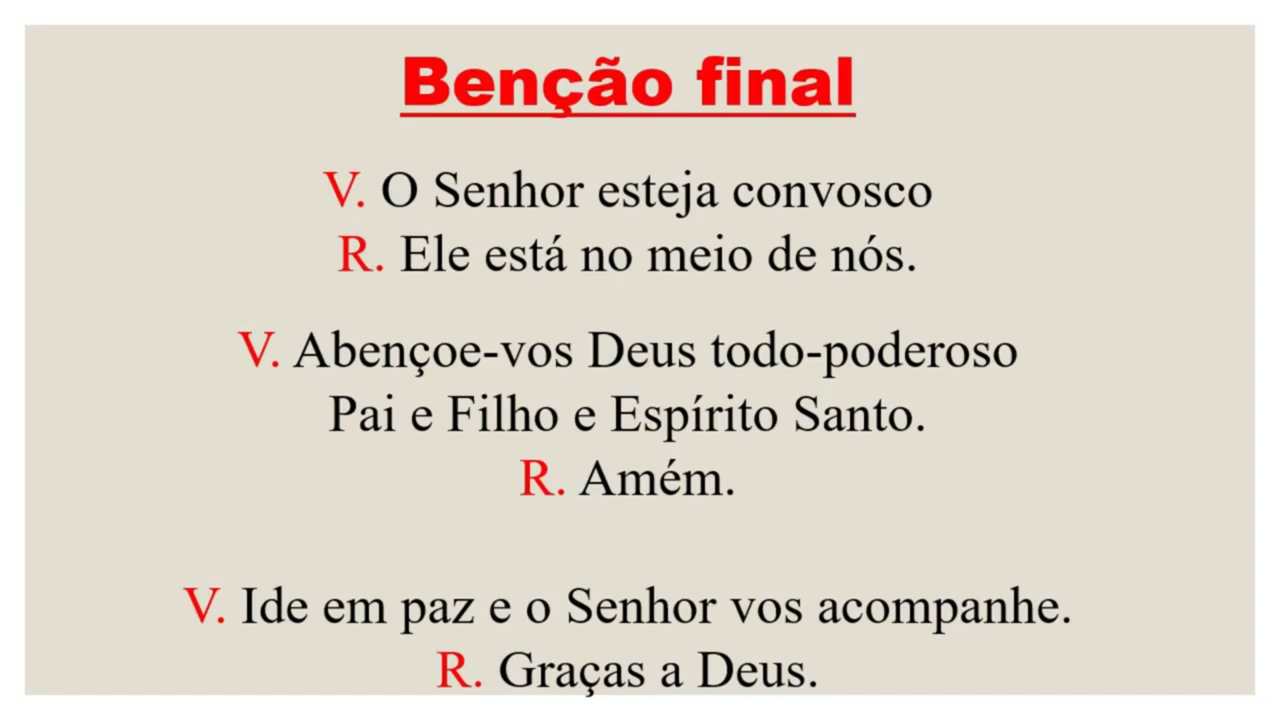 Benção final
V. O Senhor esteja convosco
R. Ele está no meio de nós.
V. Abençoe-vos Deus todo-poderoso
Pai e Filho e Espírito Santo.
R. Amém.
V. Ide em paz e o Senhor vos acompanhe.
R. Graças a Deus.